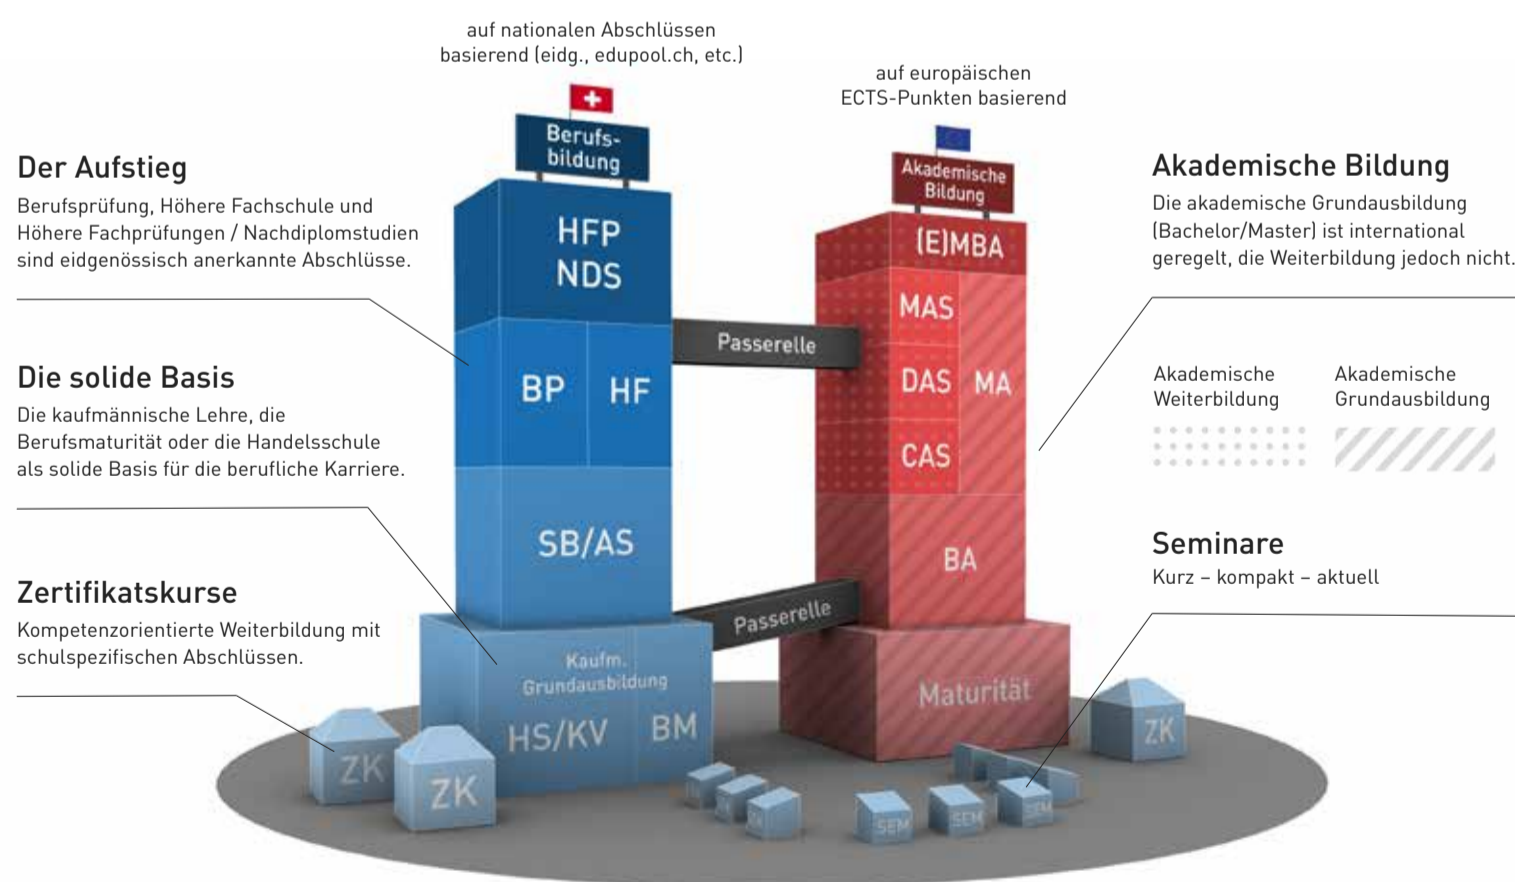 auf nationalen Abschlüssen
basierend (eidg., edupool.ch, etc.)
auf europäischen
ECTS-Punkten basierend
Der Aufstieg
Berufsprüfung, Höhere Fachschule und
Höhere Fachprüfungen / Nachdiplomstudien
sind eidgenössisch anerkannte Abschlüsse.
Die solide Basis
Die kaufmännische Lehre, die
Berufsmaturität oder die Handelsschule
als solide Basis für die berufliche Karriere.
Zertifikatskurse
Kompetenzorientierte Weiterbildung mit
schulspezifischen Abschlüssen.
Berufs-
bildung
HFP
NDS
BP HF
SB/AS
Kaufm.
Grundausbildung
HS/KV BM
Passerelle
Passerelle
Akademische
Bildung
(E)MBA
MAS
DAS MA
CAS
BA
Maturität
ZK
ZK
ZK
SEM
SEM
SEM
Akademische Bildung
Die akademische Grundausbildung
(Bachelor/Master) ist international
geregelt, die Weiterbildung jedoch nicht.
Akademische
Weiterbildung
Akademische
Grundausbildung
Seminare
Kurz – kompakt – aktuell